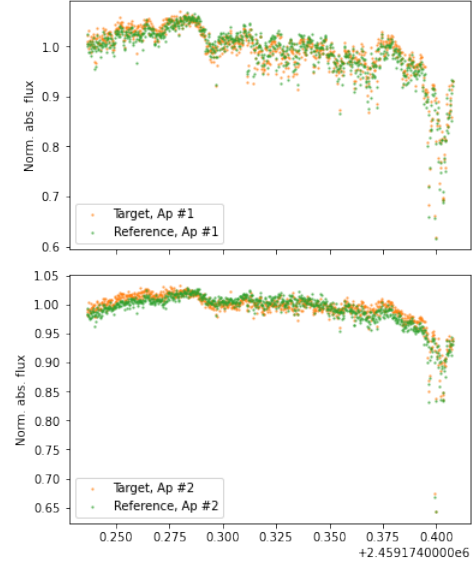 1.0
0.9
0.8
0.7
0.6
Norm. abs. flux
Target, Ap #1
Reference, Ap #1
1.05
1.00
0.95
0.90
0.85
0.80
0.75
0.70
0.65
Norm. abs. flux
Target, Ap #2
Reference, Ap #2
0.250 0.275 0.300 0.325 0.350 0.375 0.400
+2.4591740000e6